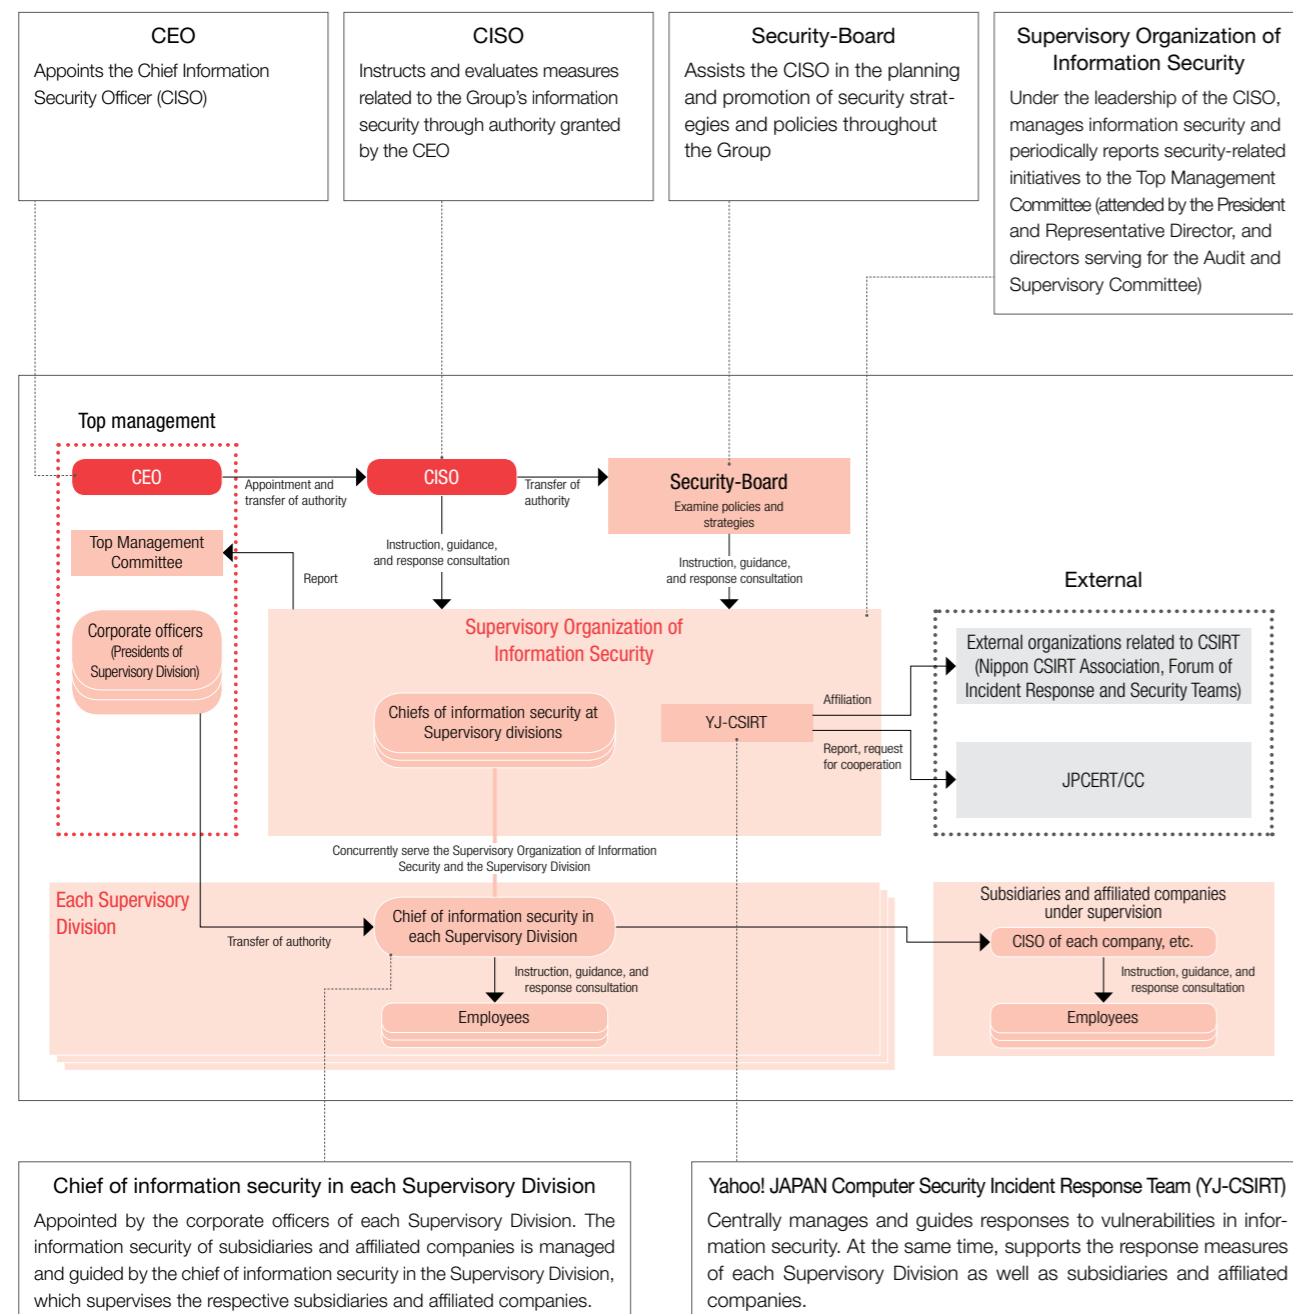 CEO
Appoints the Chief Information
Security Officer (CISO)
CISO
Instructs and evaluates measures
related to the Group's information
security through authority granted
by the CEO
Security-Board
Assists the CISO in the planning
and promotion of security strat-
egies and policies throughout
the Group
Supervisory Organization of
Information Security
Under the leadership of the CISO,
manages information security and
periodically reports security-related
initiatives to the Top Management
Committee (attended by the President
and Representative Director, and
directors serving for the Audit and
Supervisory Committee)
Top management
CEO
Appointment and
transfer of authority
CISO
Transfer of
authority
Security-Board
Examine policies and
strategies
Top Management
Committee
Report
Instruction, guidance,
and response consultation
Instruction, guidance,
and response consultation
Corporate officers
(Presidents of
Supervisory Division)
Supervisory Organization of
Information Security
Chiefs of information security at
Supervisory divisions
YJ-CSIRT
Affiliation
Report, request
for cooperation
External
External organizations related to CSIRT
(Nippon CSIRT Association, Forum of
Incident Response and Security Teams)
JPCERT/CC
Concurrently serve the Supervisory Organization of Information
Security and the Supervisory Division
Each Supervisory
Division
Transfer of authority
Chief of information security in
each Supervisory Division
Instruction, guidance, and
response consultation
Employees
Subsidiaries and affiliated companies
under supervision
CISO of each company, etc.
Instruction, guidance, and
response consultation
Employees
Chief of information security in each Supervisory Division
Appointed by the corporate officers of each Supervisory Division. The
information security of subsidiaries and affiliated companies is managed
and guided by the chief of information security in the Supervisory Division,
which supervises the respective subsidiaries and affiliated companies.
Yahoo! JAPAN Computer Security Incident Response Team (YJ-CSIRT)
Centrally manages and guides responses to vulnerabilities in infor-
mation security. At the same time, supports the response measures
of each Supervisory Division as well as subsidiaries and affiliated
companies.